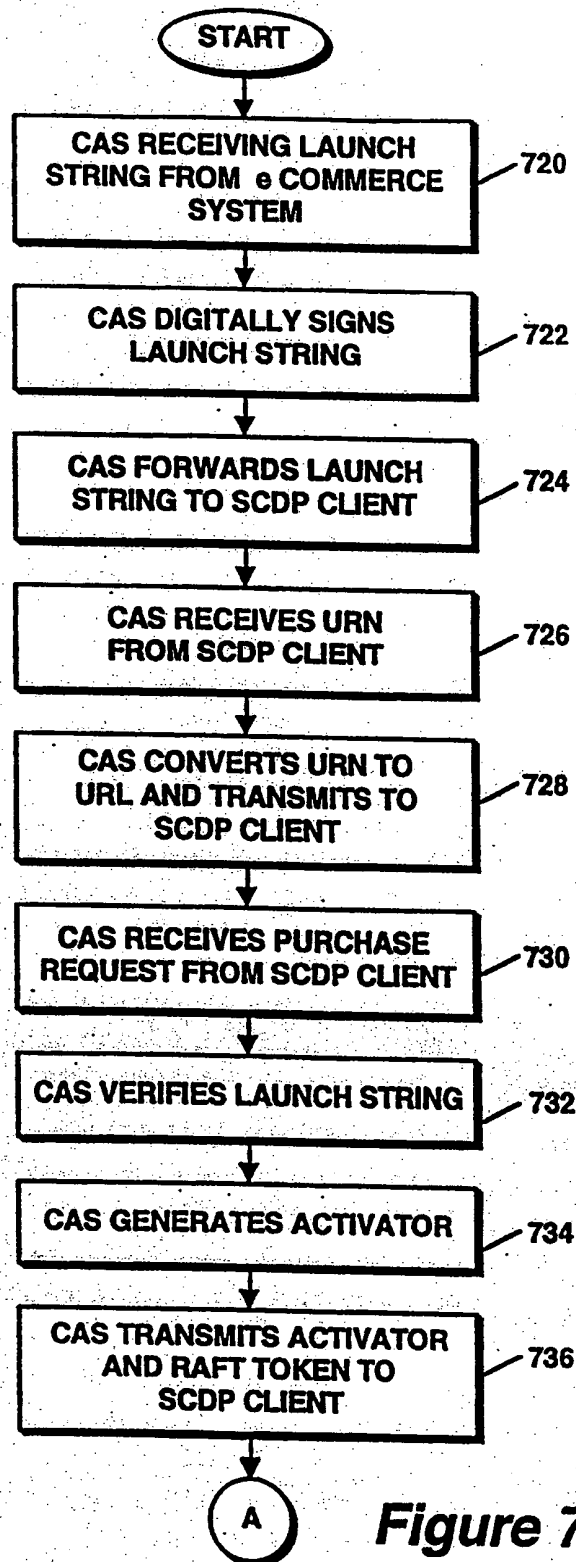 START
CAS RECEIVING LAUNCH
STRING FROM e COMMERCE
SYSTEM
720
CAS DIGITALLY SIGNS
LAUNCH STRING
722
CAS FORWARDS LAUNCH
STRING TO SCDP CLIENT
724
CAS RECEIVES URN
FROM SCDP CLIENT
726
CAS CONVERTS URN TO
URL AND TRANSMITS TO
SCDP CLIENT
728
CAS RECEIVES PURCHASE
REQUEST FROM SCDP CLIENT
730
CAS VERIFIES LAUNCH STRING
732
CAS GENERATES ACTIVATOR
734
CAS TRANSMITS ACTIVATOR
AND RAFT TOKEN TO
SCDP CLIENT
736
A
Figure 7